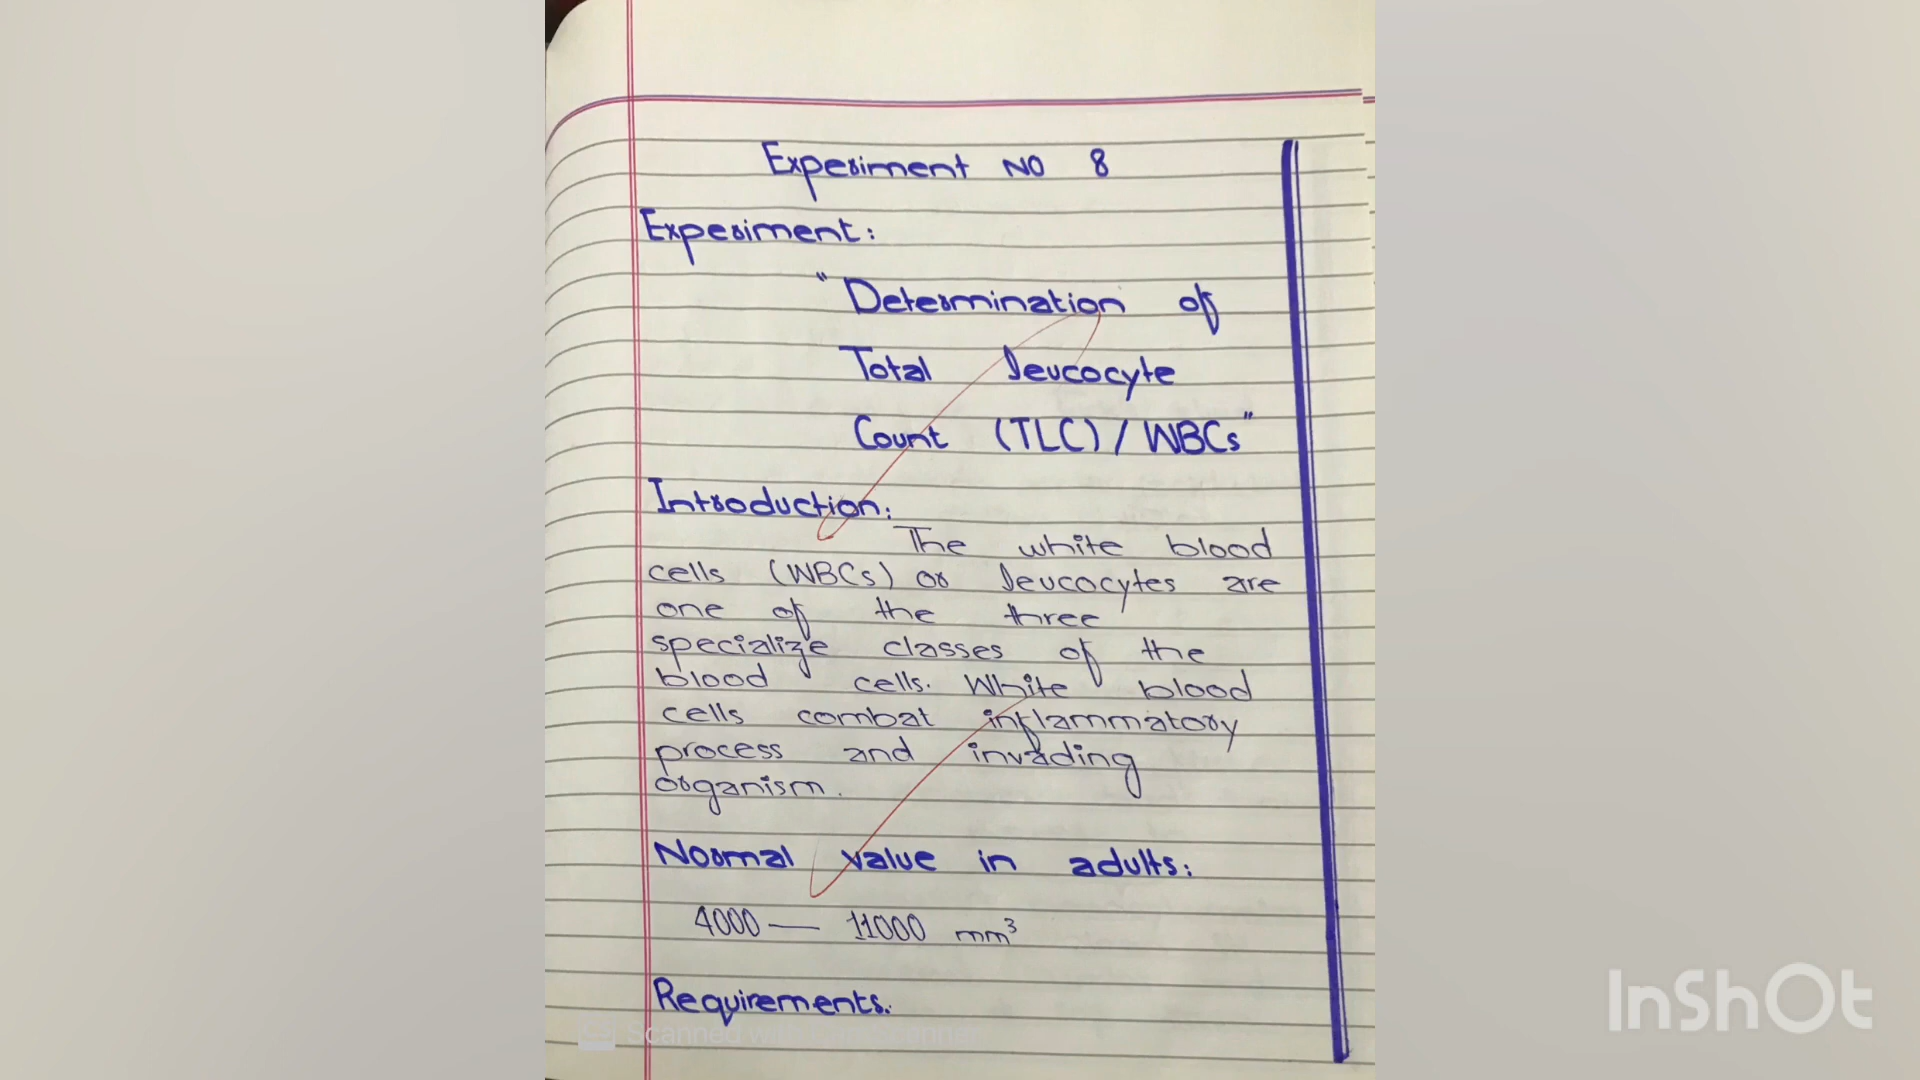 Experiment NO 8
Experiment:
"Determination of
Total leucocyte
Count (TLC) / WBCs"
Introduction:
The white blood
cells (WBCs) or leucocytes are
one of the three
specialize classes of the
blood cells. White blood
cells combat inflammatory
process and invading
organism.
Normal value in adults:
4000 — 11000 mm³
Requirements.
Scanned with
InShOt